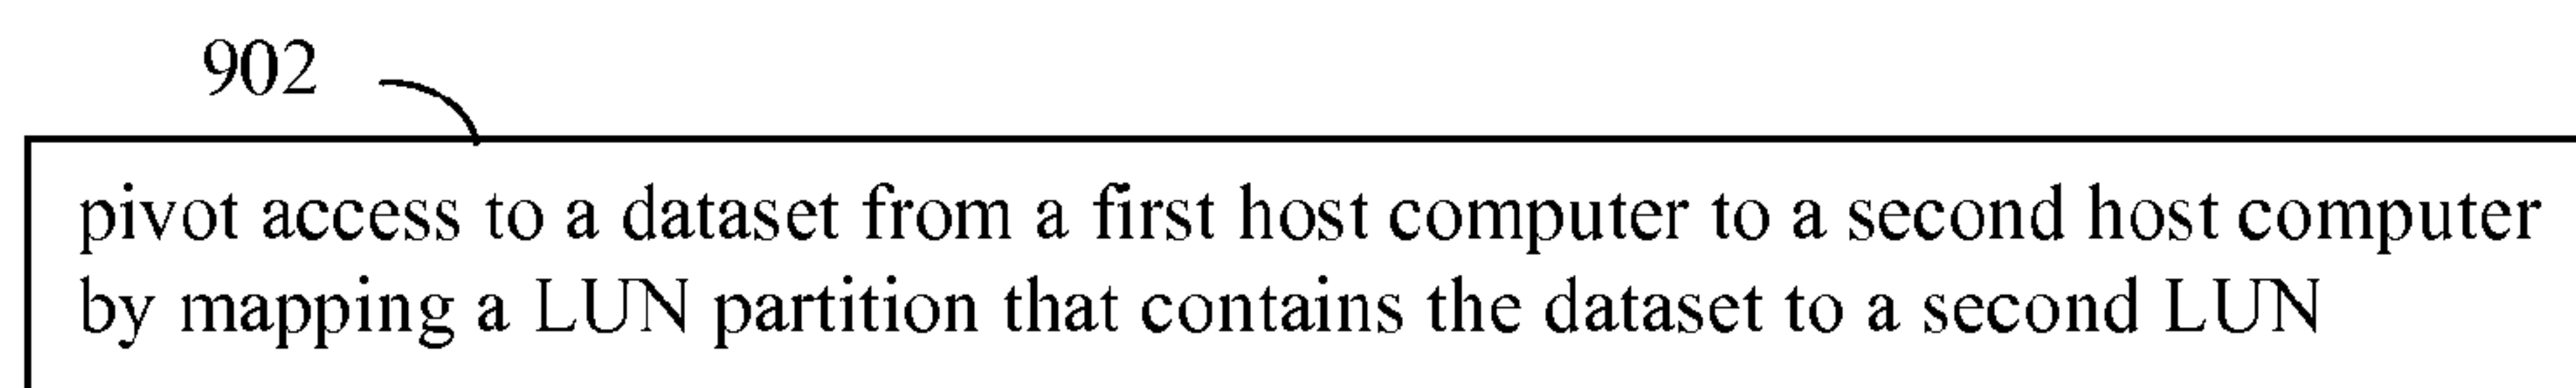 902
pivot access to a dataset from a first host computer to a second host computer
by mapping a LUN partition that contains the dataset to a second LUN